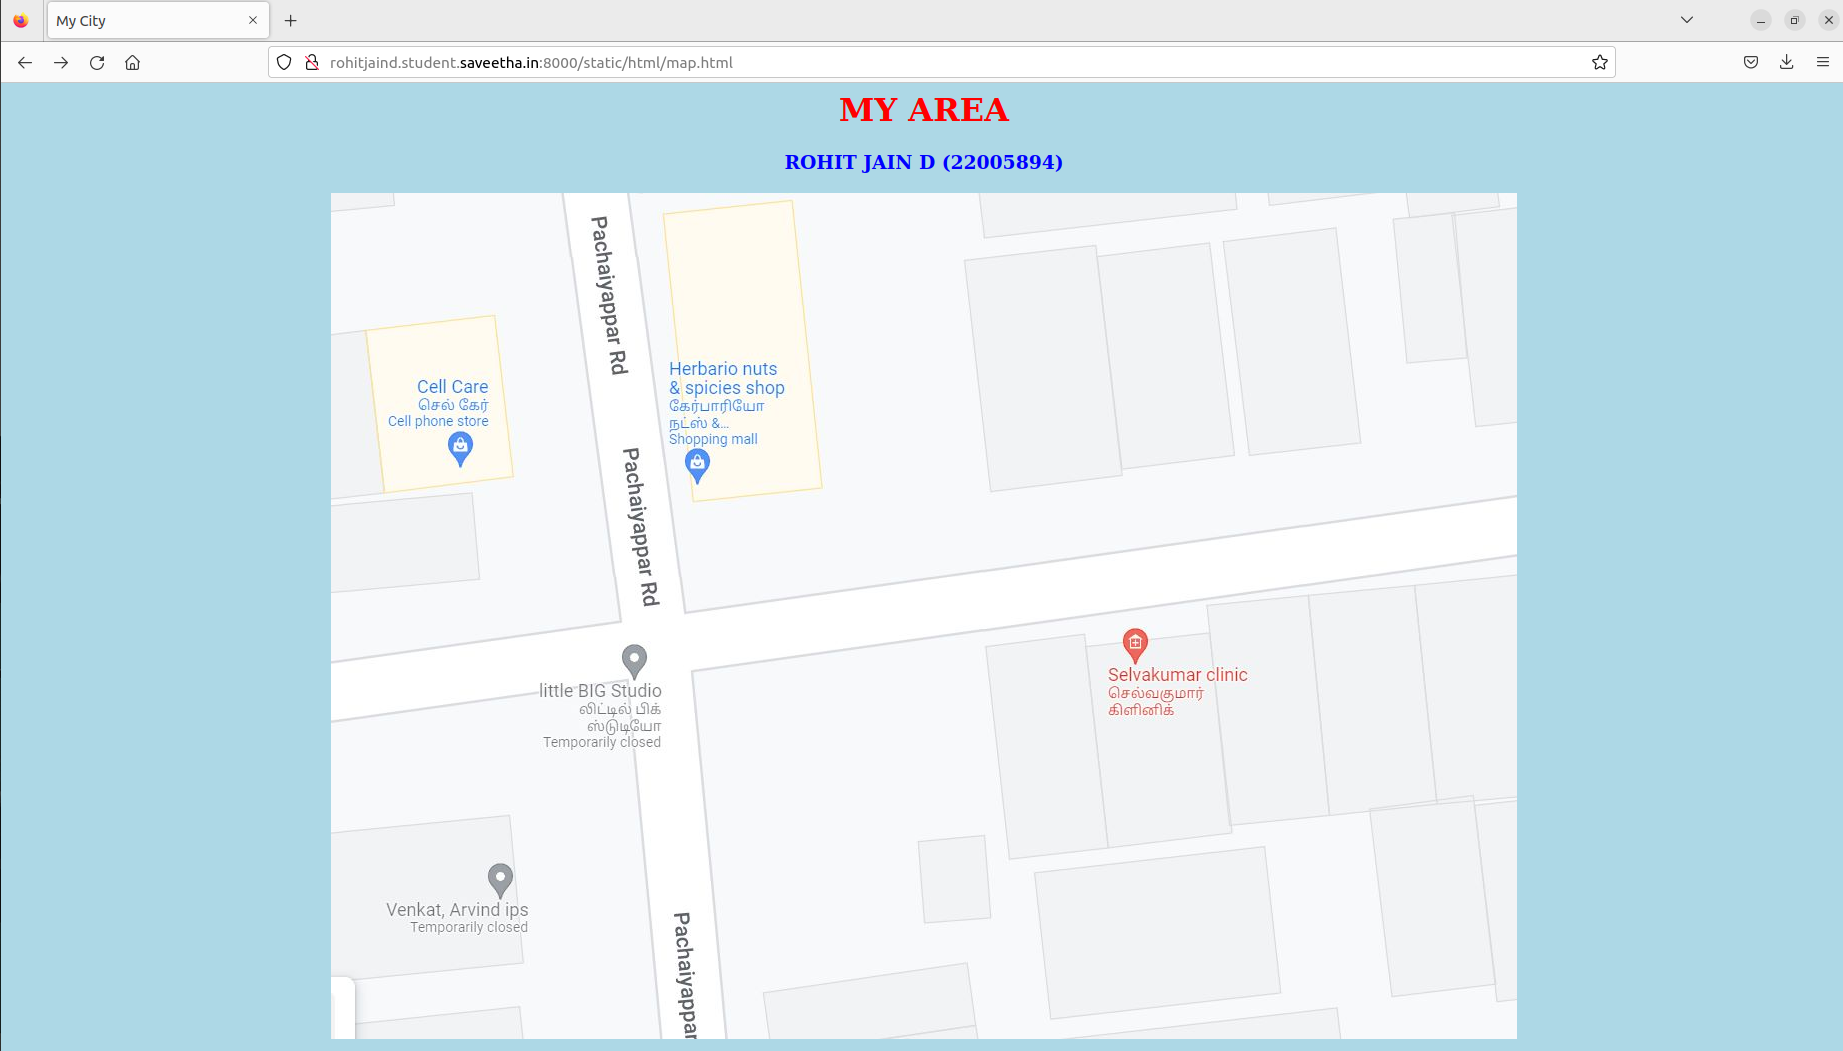 My City
rohitjaind.student.saveetha.in:8000/static/html/map.html
MY AREA
ROHIT JAIN D (22005894)
Pachaiyappar Rd
Herbario nuts
& spicies shop
கேர்பாரியோ
நட்ஸ் &...
Shopping mall
Cell Care
செல் கேர்
Cell phone store
Pachaiyappar Rd
little BIG Studio
லிட்டில் பிக்
ஸ்டுடியோ
Temporarily closed
Selvakumar clinic
செல்வகுமார்
கிளினிக்
Venkat, Arvind ips
Temporarily closed
Pachaiyappar